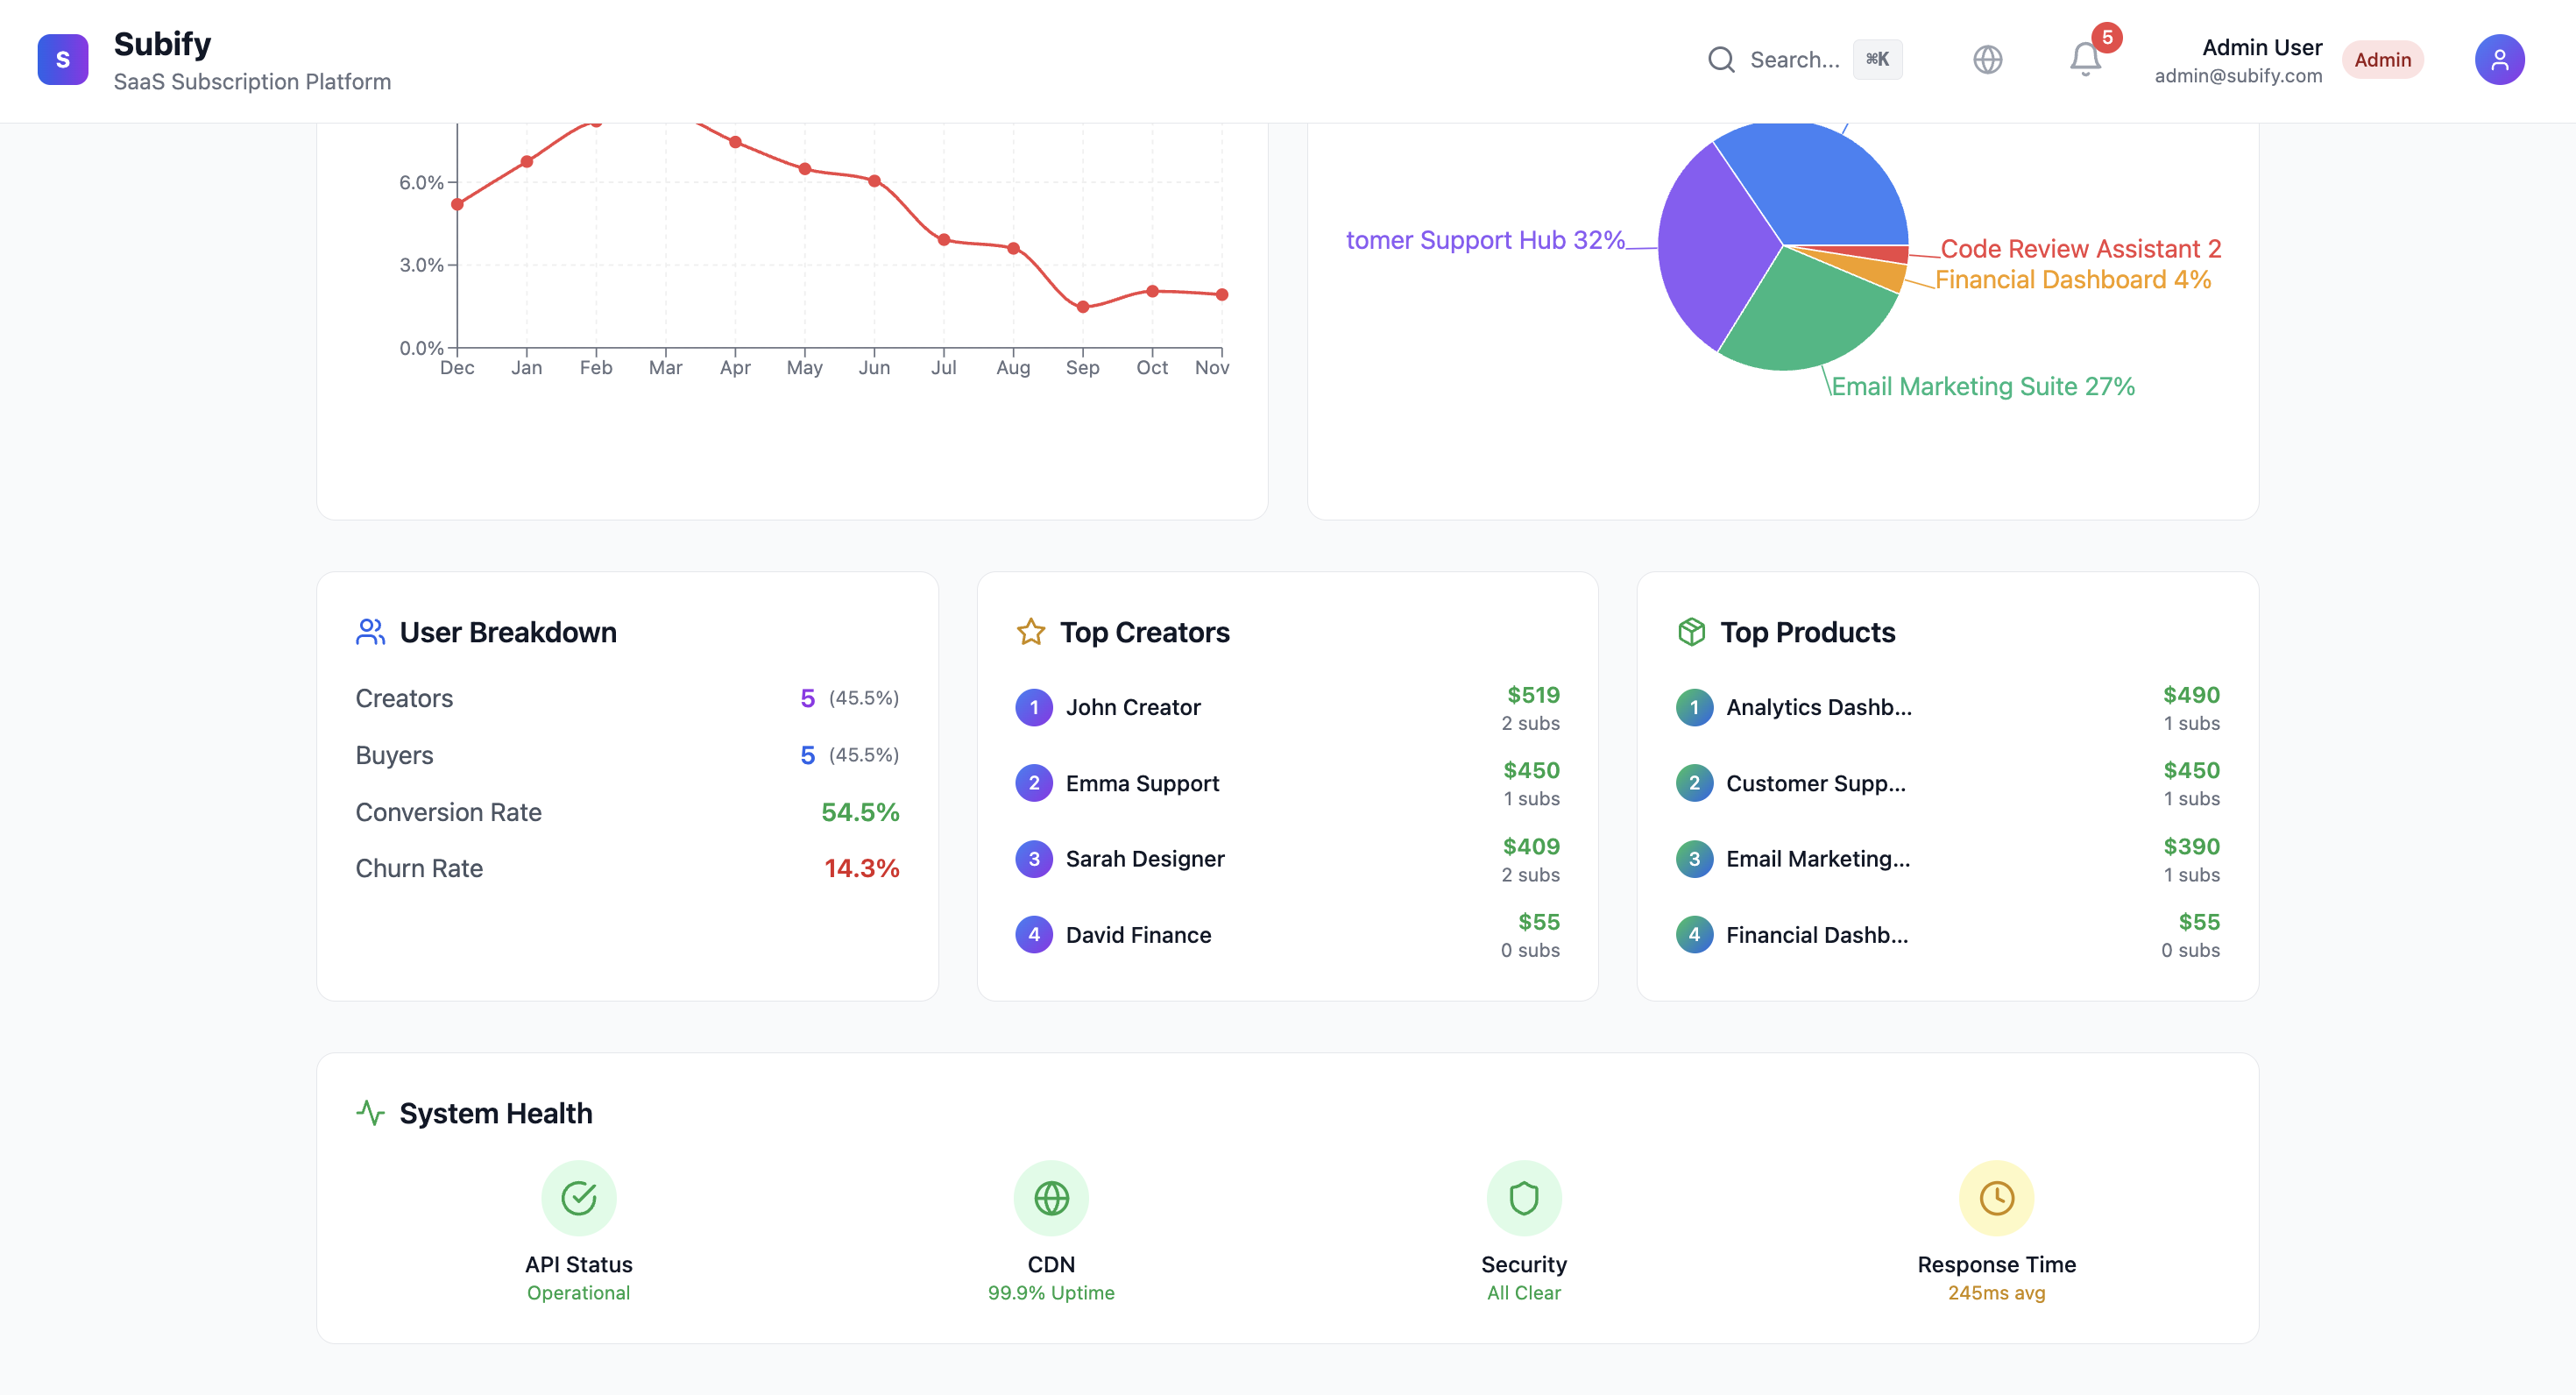 S
Subify
SaaS Subscription Platform
Search...
⌘K
5
Admin User
admin@subify.com
Admin
6.0%
3.0%
0.0%
Dec Jan Feb Mar Apr May Jun Jul Aug Sep Oct Nov
tomer Support Hub 32%
Code Review Assistant 2
Financial Dashboard 4%
Email Marketing Suite 27%
User Breakdown
Creators 5 (45.5%)
Buyers 5 (45.5%)
Conversion Rate 54.5%
Churn Rate 14.3%
Top Creators
1 John Creator $519
2 subs
2 Emma Support $450
1 subs
3 Sarah Designer $409
2 subs
4 David Finance $55
0 subs
Top Products
1 Analytics Dashb... $490
1 subs
2 Customer Supp... $450
1 subs
3 Email Marketing... $390
1 subs
4 Financial Dashb... $55
0 subs
System Health
API Status
Operational
CDN
99.9% Uptime
Security
All Clear
Response Time
245ms avg